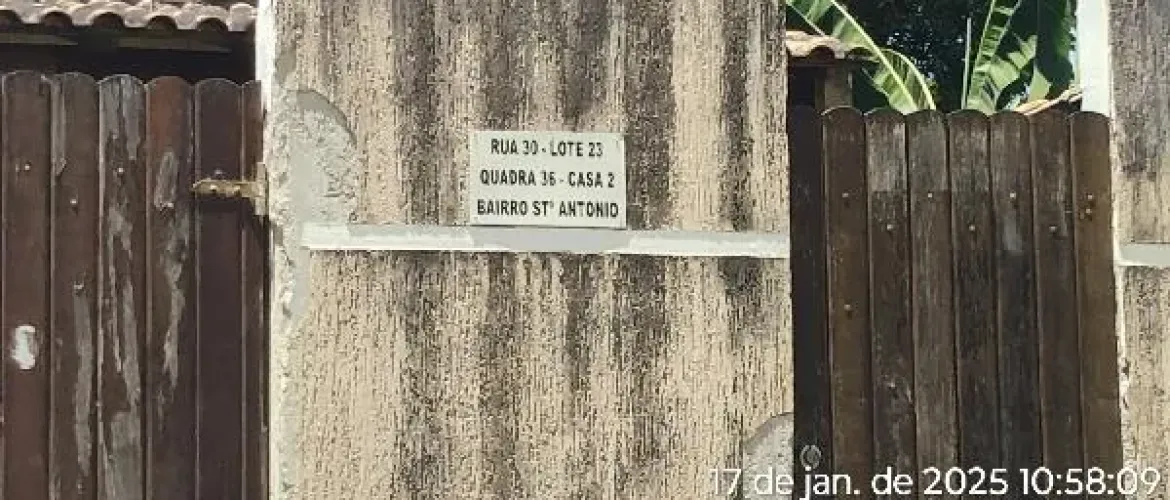 RUA 30 - LOTE 23
QUADRA 36 - CASA 2
BAIRRO STº ANTONIO
17 de jan. de 2025 10:58:09